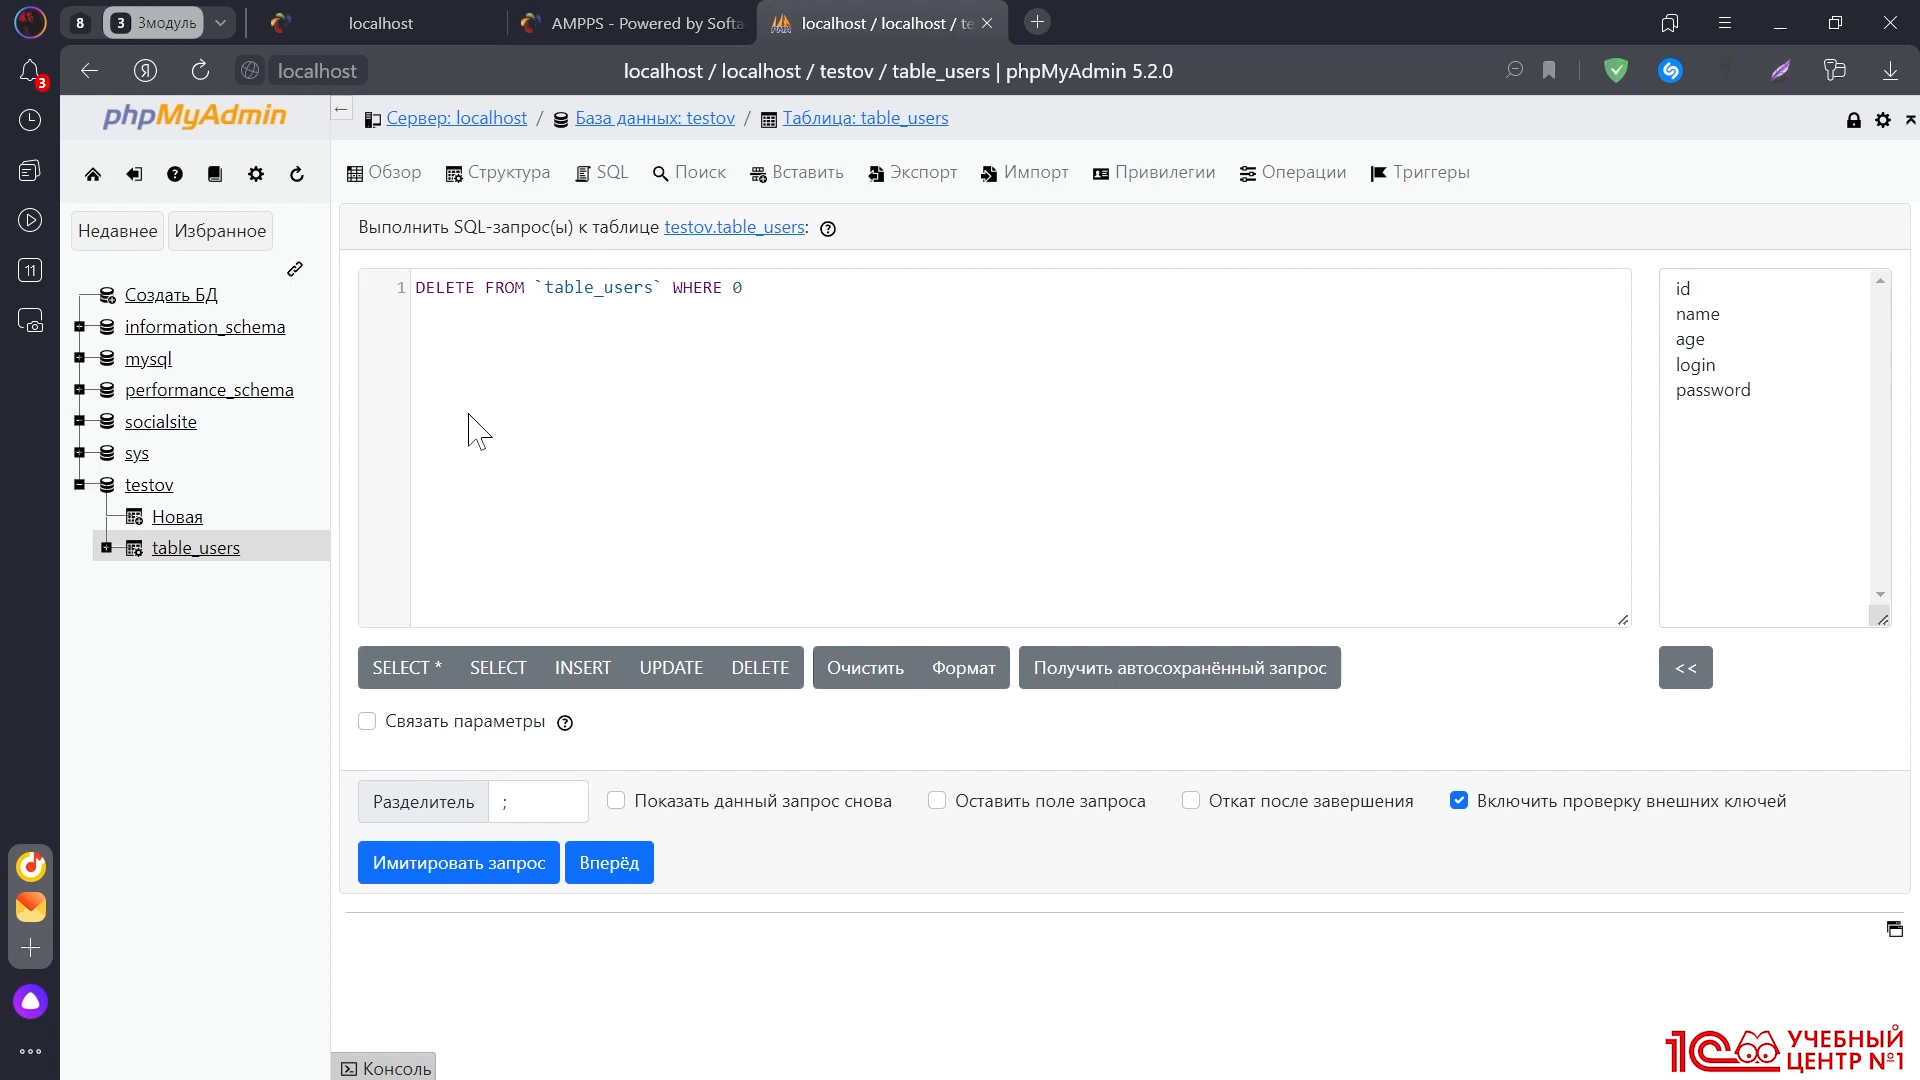 8
3 3модуль
localhost
AMPPS - Powered by Softa
localhost / localhost / te
3
Я
localhost
localhost / localhost / testov / table_users | phpMyAdmin 5.2.0
11
phpMyAdmin
Сервер: localhost / База данных: testov / Таблица: table_users
Обзор Структура SQL Поиск Вставить Экспорт Импорт Привилегии Операции Триггеры
Недавнее Избранное
Создать БД
information_schema
mysql
performance_schema
socialsite
sys
testov
Новая
table_users
Выполнить SQL-запрос(ы) к таблице testov.table_users:
1 DELETE FROM `table_users` WHERE 0
id
name
age
login
password
SELECT * SELECT INSERT UPDATE DELETE Очистить Формат Получить автосохранённый запрос <<
Связать параметры
Разделитель ; Показать данный запрос снова Оставить поле запроса Откат после завершения Включить проверку внешних ключей
Имитировать запрос Вперёд
Консоль
1С УЧЕБНЫЙ
ЦЕНТР №1